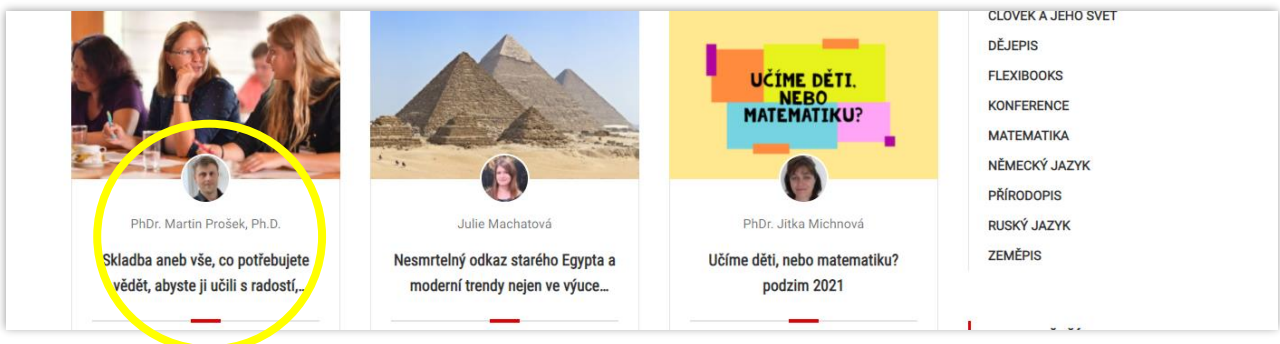 UČÍME DĚTI,
NEBO
MATEMATIKU?
PhDr. Martin Prošek, Ph.D.
Skladba aneb vše, co potřebujete
vědět, abyste ji učili s radostí,…
Julie Machatová
Nesmrtelný odkaz starého Egypta a
moderní trendy nejen ve výuce…
PhDr. Jitka Michnová
Učíme děti, nebo matematiku?
podzim 2021
ČLOVĚK A JEHO SVĚT
DĚJEPIS
FLEXIBOOKS
KONFERENCE
MATEMATIKA
NĚMECKÝ JAZYK
PŘÍRODOPIS
RUSKÝ JAZYK
ZEMĚPIS